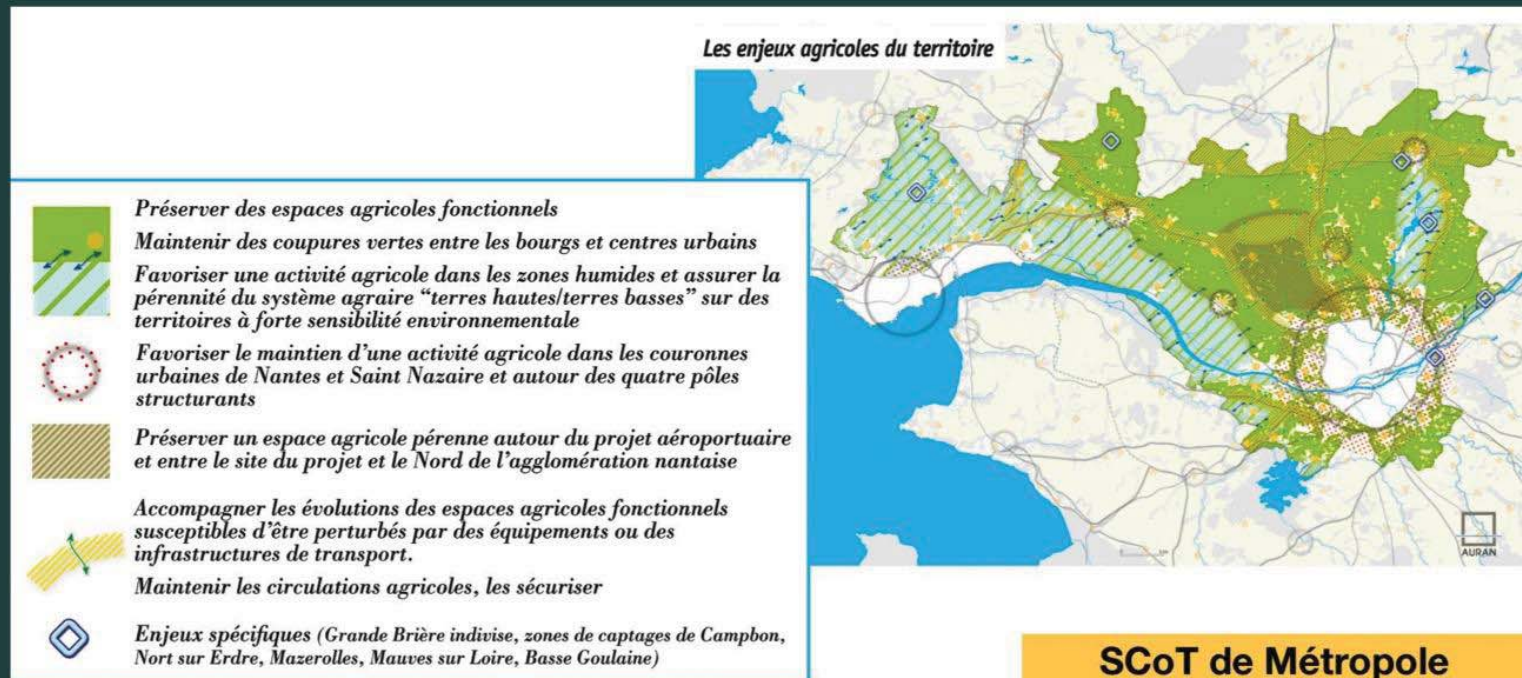 Les enjeux agricoles du territoire
Préserver des espaces agricoles fonctionnels
Maintenir des coupures vertes entre les bourgs et centres urbains
Favoriser une activité agricole dans les zones humides et assurer la
pérennité du système agraire “terres hautes/terres basses” sur des
territoires à forte sensibilité environnementale
Favoriser le maintien d’une activité agricole dans les couronnes
urbaines de Nantes et Saint Nazaire et autour des quatre pôles
structurants
Préserver un espace agricole pérenne autour du projet aéroportuaire
et entre le site du projet et le Nord de l’agglomération nantaise
Accompagner les évolutions des espaces agricoles fonctionnels
susceptibles d’être perturbés par des équipements ou des
infrastructures de transport.
Maintenir les circulations agricoles, les sécuriser
Enjeux spécifiques (Grande Brière indivise, zones de captages de Campbon,
Nort sur Erdre, Mazerolles, Mauves sur Loire, Basse Goulaine)
AURAN
SCoT de Métropole